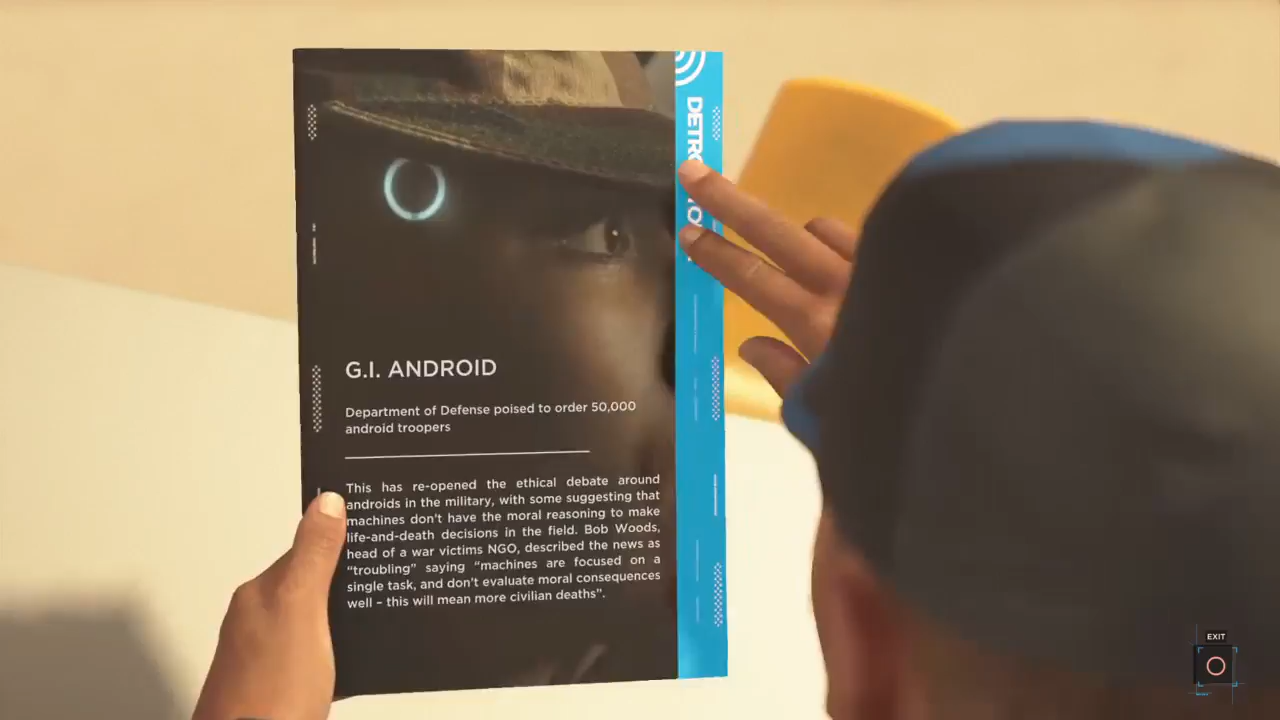 G.I. ANDROID
Department of Defense poised to order 50,000
android troopers
This has re-opened the ethical debate around
androids in the military, with some suggesting that
machines don't have the moral reasoning to make
life-and-death decisions in the field. Bob Woods,
head of a war victims NGO, described the news as
"troubling" saying "machines are focused on a
single task, and don't evaluate moral consequences
well – this will mean more civilian deaths".
EXIT